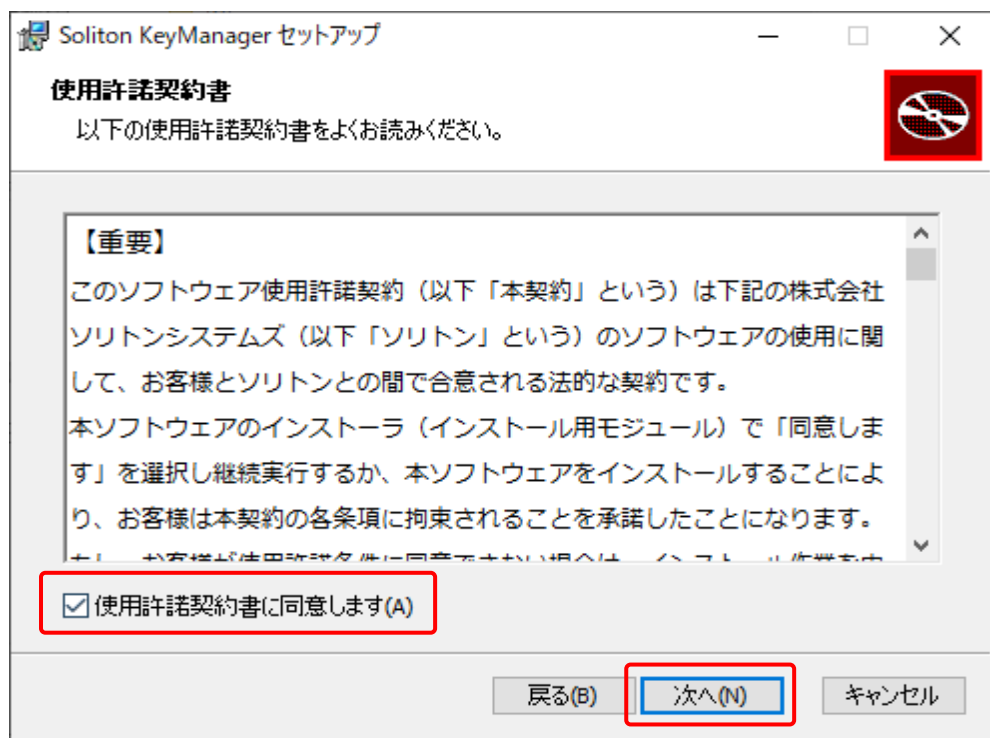 Soliton KeyManager セットアップ
使用許諾契約書
以下の使用許諾契約書をよくお読みください。
【重要】
このソフトウェア使用許諾契約（以下「本契約」という）は下記の株式会社
ソリトンシステムズ（以下「ソリトン」という）のソフトウェアの使用に関
して、お客様とソリトンとの間で合意される法的な契約です。
本ソフトウェアのインストーラ（インストール用モジュール）で「同意しま
す」を選択し継続実行するか、本ソフトウェアをインストールすることによ
り、お客様は本契約の各条項に拘束されることを承諾したことになります。
使用許諾契約書に同意します(A)
戻る(B)
次へ(N)
キャンセル